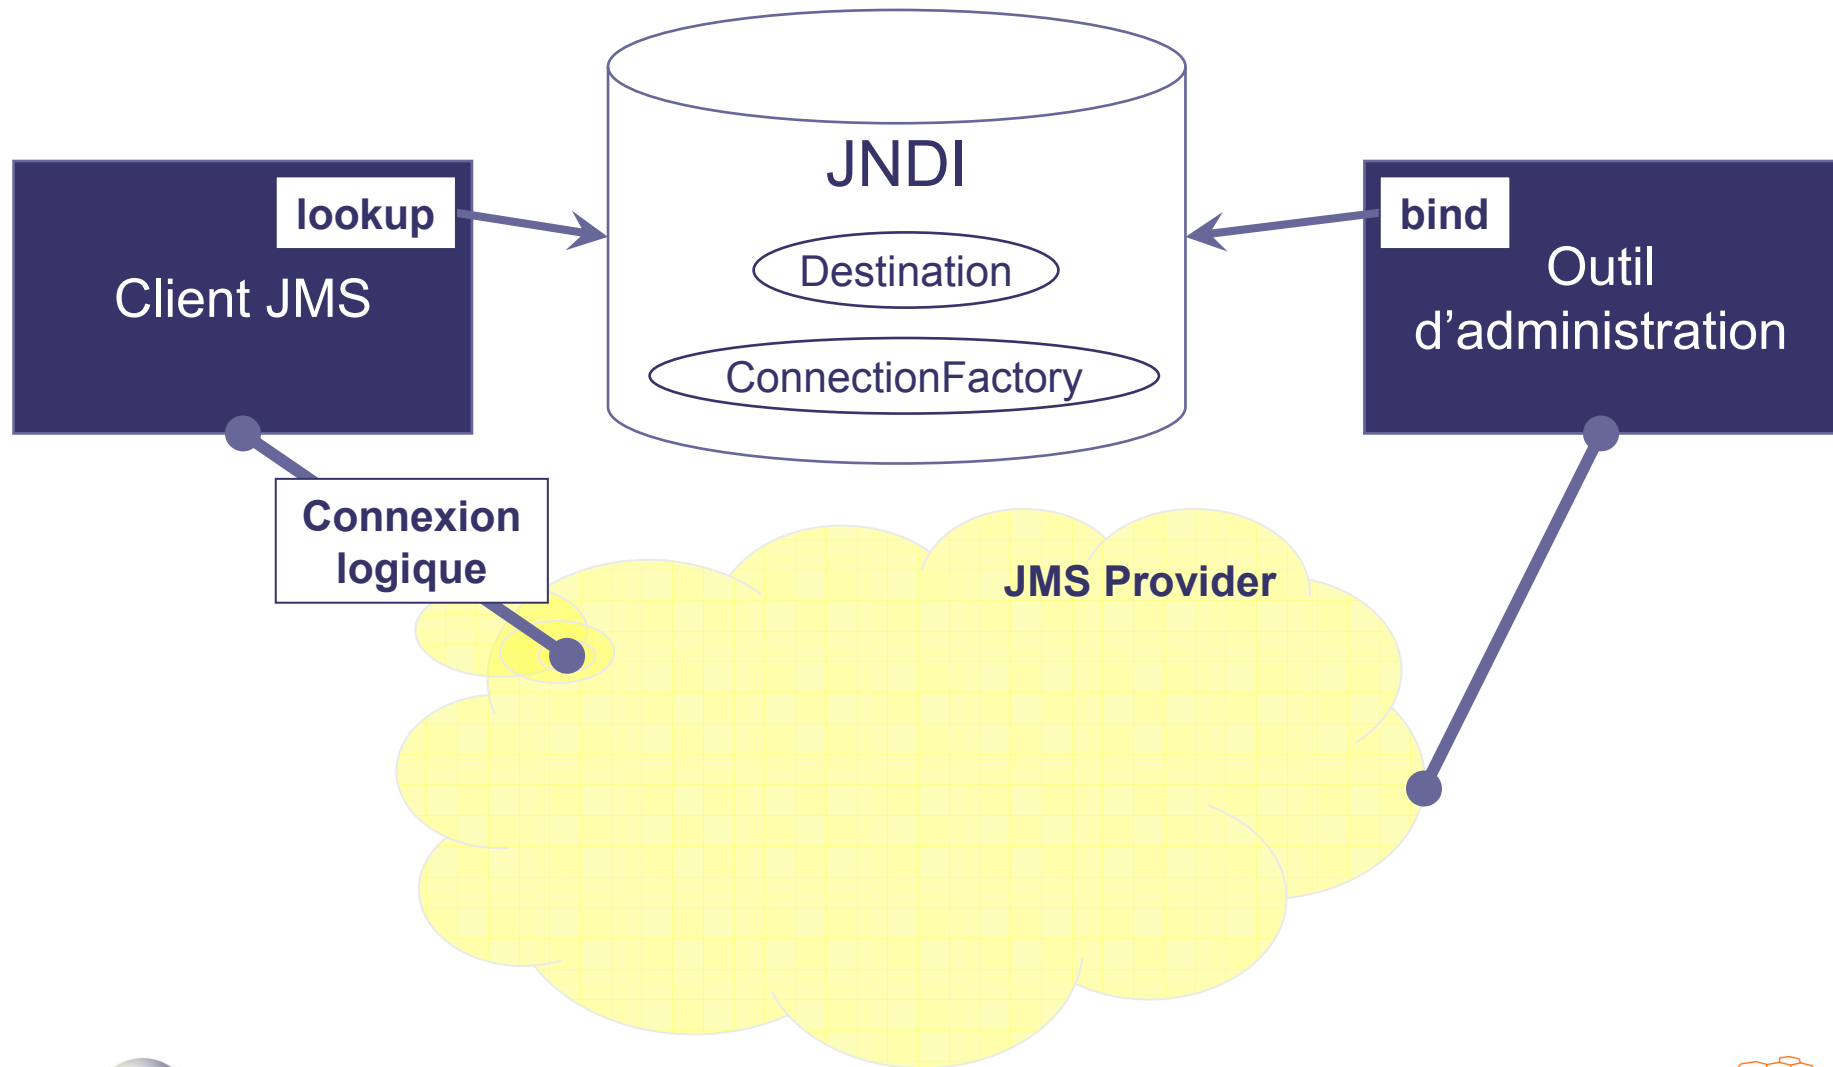 JNDI
lookup
bind
Client JMS
Destination
Outil
d’administration
ConnectionFactory
Connexion
logique
JMS Provider